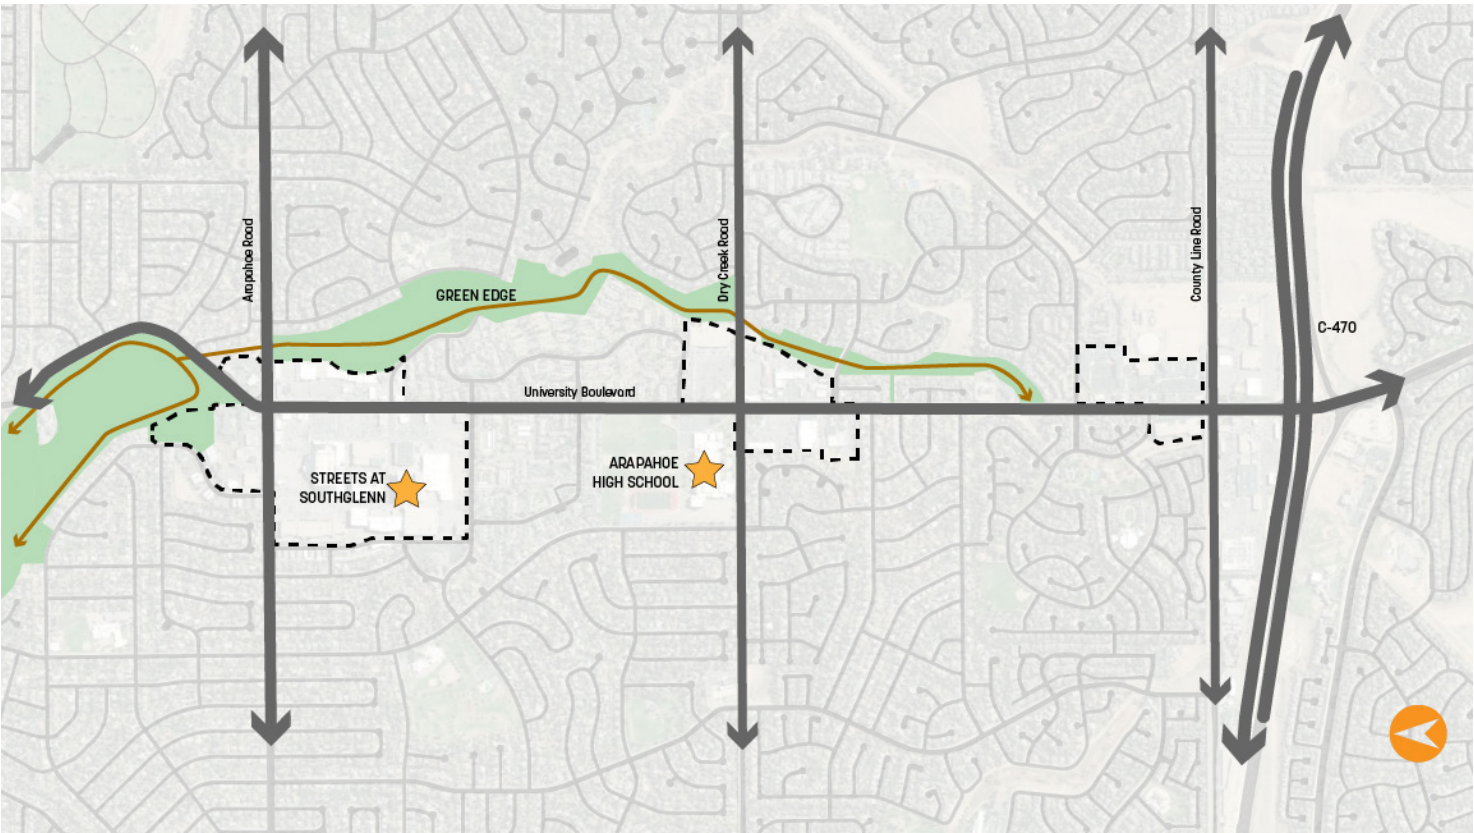 Arapahoe Road
Dry Creek Road
County Line Road
GREEN EDGE
C-470
University Boulevard
STREETS AT
SOUTHGLENN
ARAPAHOE
HIGH SCHOOL